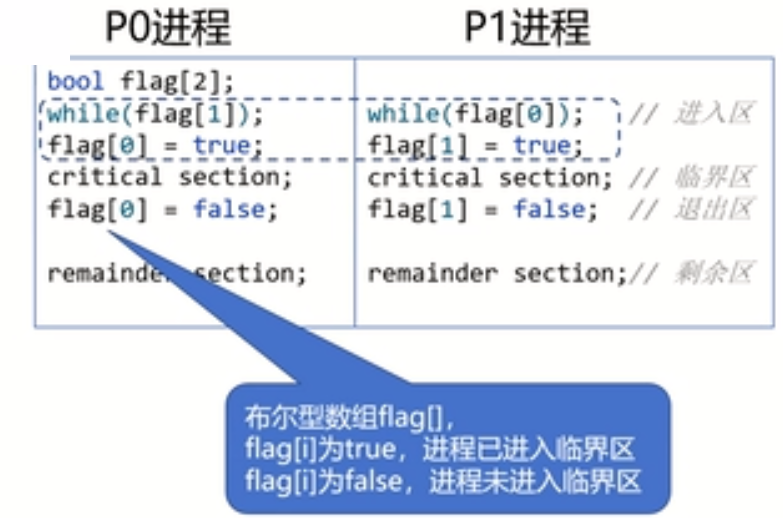 P0进程 P1进程
bool flag[2];
while(flag[1]); while(flag[0]); // 进入区
flag[0] = true; flag[1] = true;
critical section; critical section; // 临界区
flag[0] = false; flag[1] = false; // 退出区
remainder section; remainder section;// 剩余区
布尔型数组flag[],
flag[i]为true，进程已进入临界区
flag[i]为false，进程未进入临界区